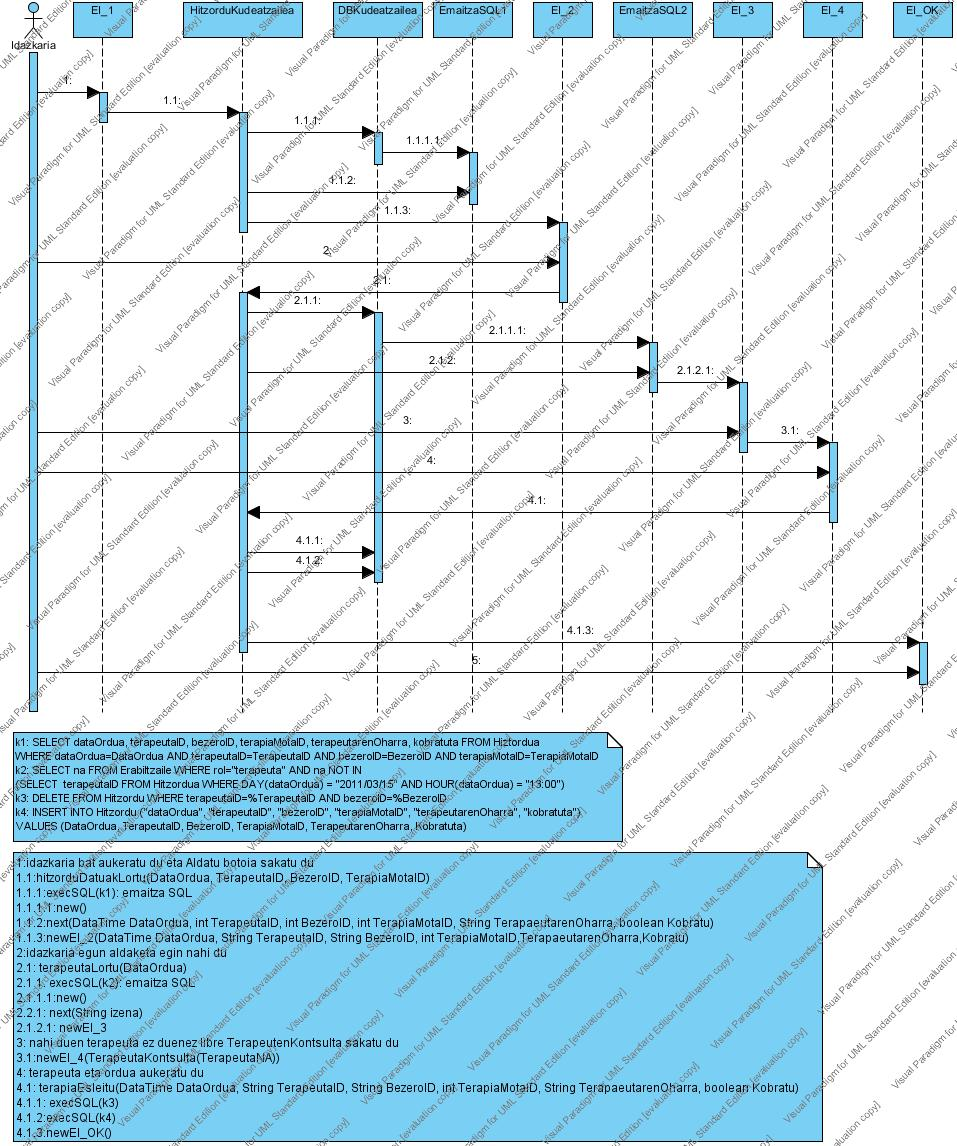 EI_1
HitzorduKudeatzailea
DBKudeatzailea
EmaitzaSQL1
EI_2
EmaitzaSQL2
EI_3
EI_4
EI_OK
Idazkaria
1:
1.1:
1.1.1:
1.1.1.1:
1.1.2:
1.1.3:
2:
2.1:
2.1.1:
2.1.1.1:
2.1.2:
2.1.2.1:
3:
3.1:
4:
4.1:
4.1.1:
4.1.2:
4.1.3:
5:
k1: SELECT dataOrdua, terapeutaID, bezeroID, terapiaMotaID, terapeutarenOharra, kobratuta FROM Hiztordua
WHERE dataOrdua=DataOrdua AND terapeutaID=TerapeutaID AND bezeroID=BezeroID AND terapiaMotaID=TerapiaMotaID
k2: SELECT na FROM Erabiltzaile WHERE rol="terapeuta" AND na NOT IN
(SELECT terapeutaID FROM Hitzordua WHERE DAY(dataOrdua) = "2011/03/15" AND HOUR(dataOrdua) = "13:00")
k3: DELETE FROM Hitzordu WHERE terapeutaID=%TerapeutaID AND bezeroID=%BezeroID
k4: INSERT INTO Hitzordu ("dataOrdua", "terapeutaID", "bezeroID", "terapiaMotaID", "terapeutarenOharra", "kobratuta")
VALUES (DataOrdua, TerapeutaID, BezeroID, TerapiaMotaID, TerapeutarenOharra, Kobratuta)
1:idazkaria bat aukeratu du eta Aldatu botoia sakatu du
1.1:hitzorduDatuakLortu(DataOrdua, TerapeutaID, BezeroID, TerapiaMotaID)
1.1.1:execSQL(k1): emaitza SQL
1.1.1.1:new()
1.1.2:next(DataTime DataOrdua, int TerapeutaID, int BezeroID, int TerapiaMotaID, String TerapaeutarenOharra, boolean Kobratu)
1.1.3:newEI_2(DataTime DataOrdua, String TerapeutaID, String BezeroID, int TerapiaMotaID,TerapaeutarenOharra,Kobratu)
2:idazkaria egun aldaketa egin nahi du
2.1: terapeutaLortu(DataOrdua)
2.1.1: execSQL(k2): emaitza SQL
2.1.1.1:new()
2.2.1: next(String izena)
2.1.2.1: newEI_3
3: nahi duen terapeuta ez duenez libre TerapeutenKontsulta sakatu du
3.1:newEI_4(TerapeutaKontsulta(TerapeutaNA))
4: terapeuta eta ordua aukeratu du
4.1: terapiaEsleitu(DataTime DataOrdua, String TerapeutaID, String BezeroID, int TerapiaMotaID, String TerapaeutarenOharra, boolean Kobratu)
4.1.1: execSQL(k3)
4.1.2:execSQL(k4)
4.1.3:newEI_OK()
Visual Paradigm for UML Standard Edition [evaluation copy]